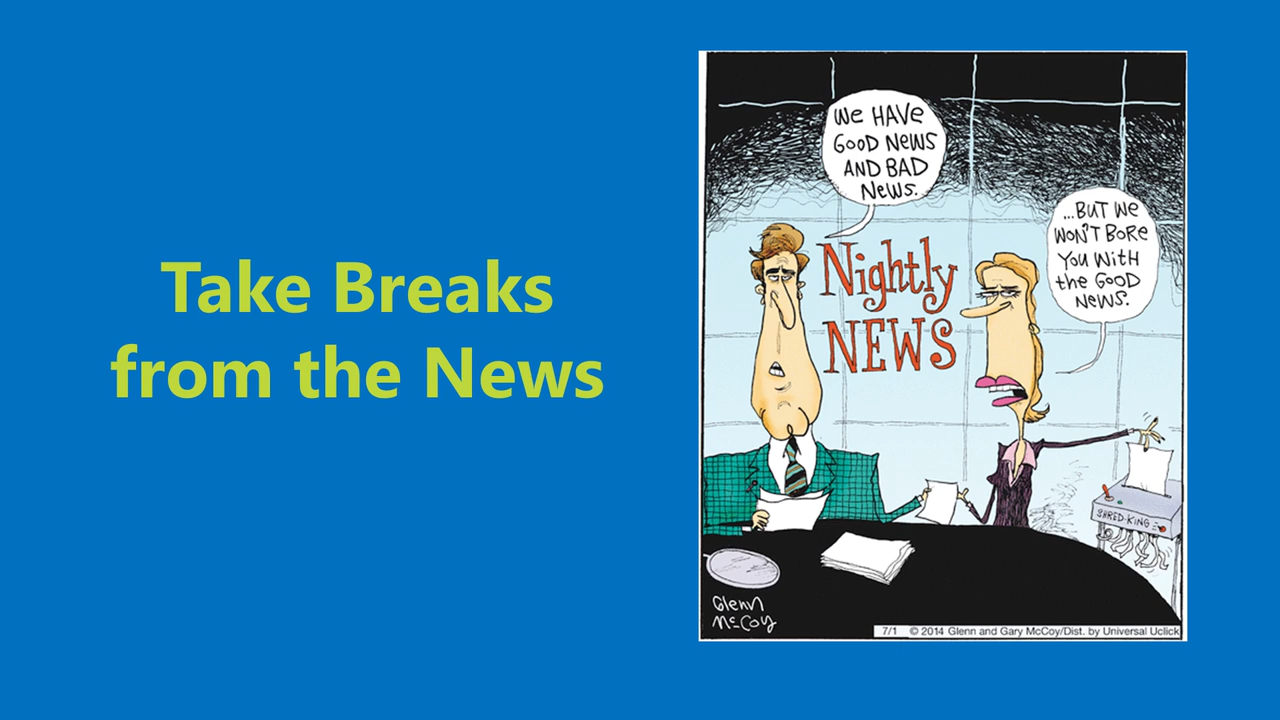 Take Breaks
from the News
We HAVE
GOOD NeWS
AND BAD
NeWS.
...BUT We
WON'T BORe
YOU WitH
the GOOD
NeWS.
Nightly
NEWS
SHRED-KING
Glenn
McCoy
7/1 © 2014 Glenn and Gary McCoy/Dist. by Universal Uclick